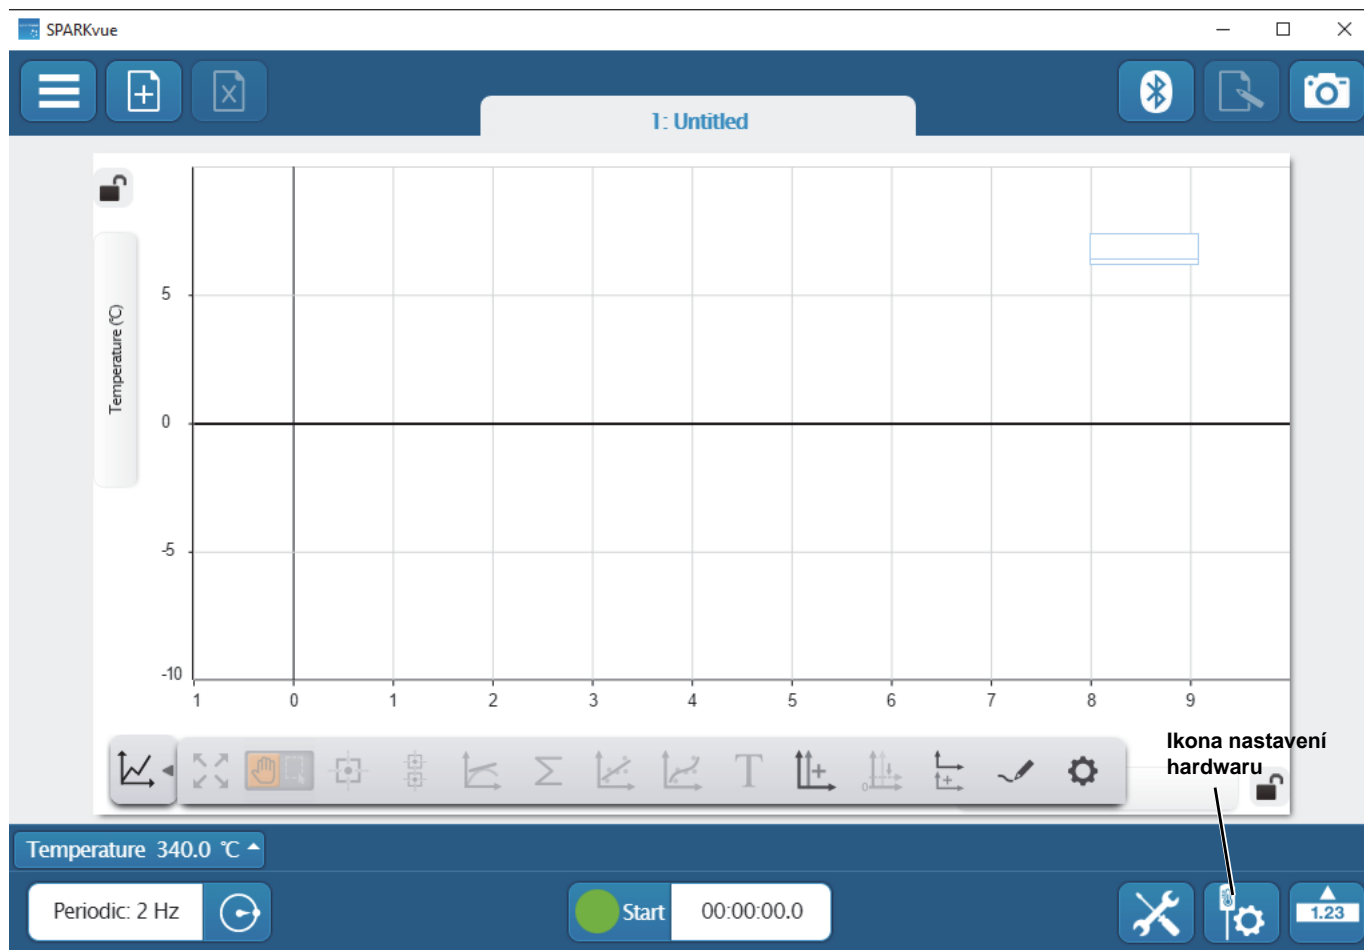 SPARKvue
1: Untitled
Temperature (℃)
5
0
-5
-10
1 0 1 2 3 4 5 6 7 8 9
Ikona nastavení
hardwaru
Σ
T
0
Temperature 340.0 ℃
Periodic: 2 Hz
Start
00:00:00.0
1.23